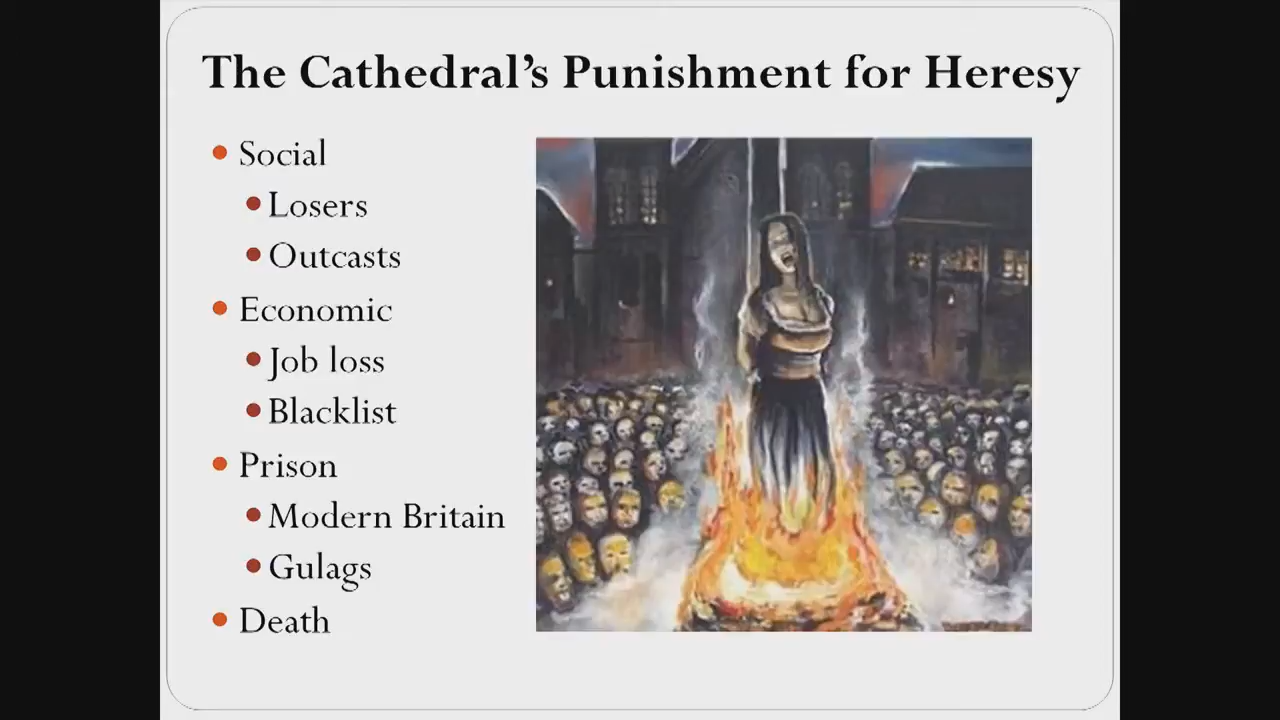 The Cathedral's Punishment for Heresy
Social
Losers
Outcasts
Economic
Job loss
Blacklist
Prison
Modern Britain
Gulags
Death